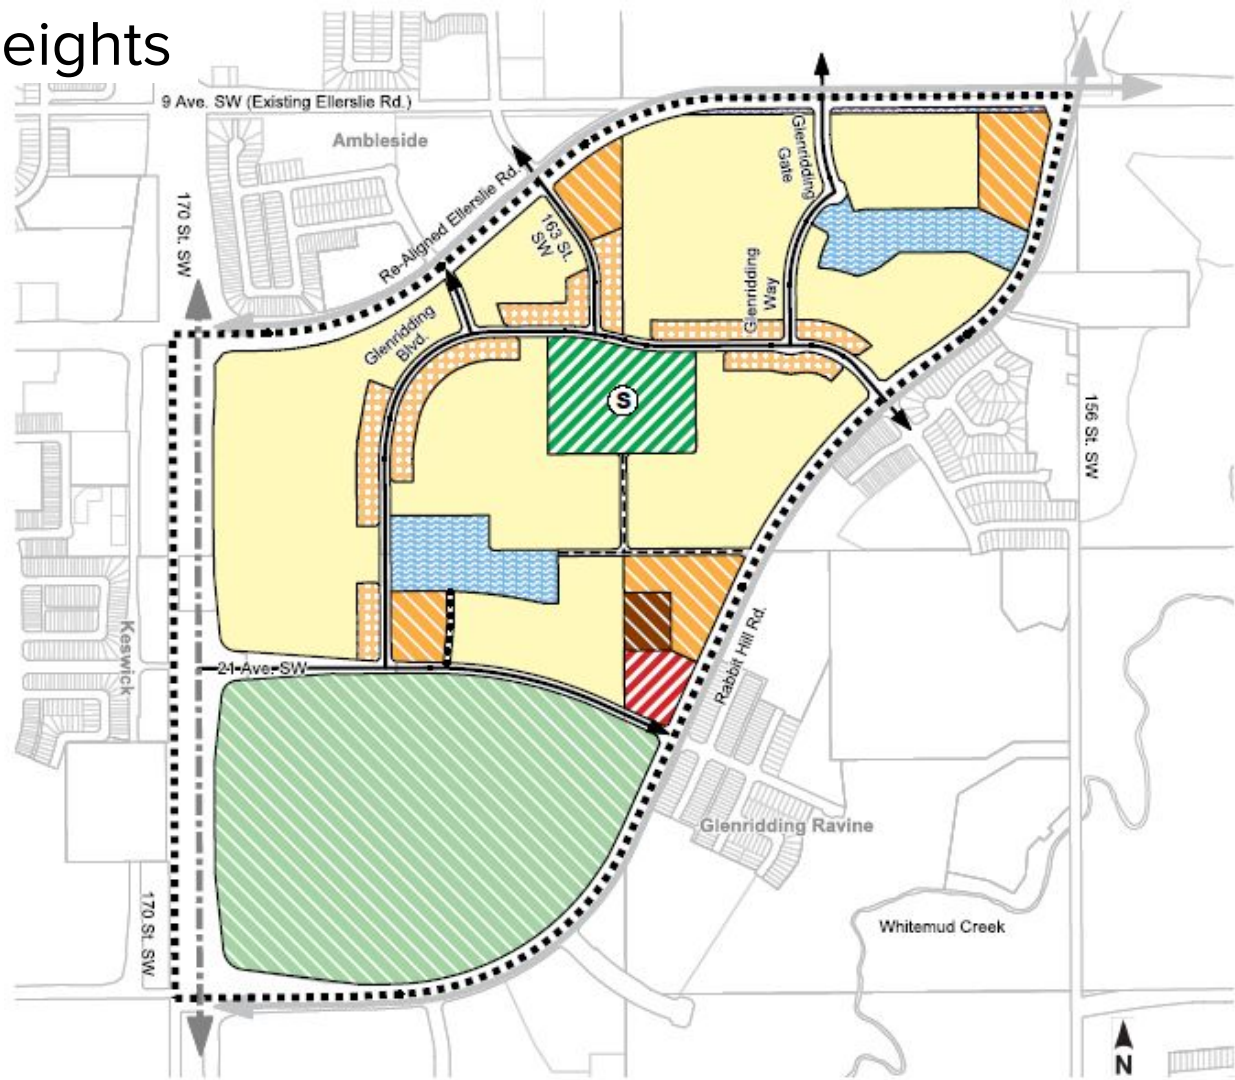 eights
9 Ave. SW (Existing Ellerslie Rd.)
Ambleside
Glenridding
Gate
170 St. SW
Re-Aligned Ellerslie Rd.
163 St.
SW
Glenridding
Way
Glenridding
Blvd.
S
156 St. SW
Keswick
21 Ave. SW
Rabbit Hill Rd.
Glenridding Ravine
170 St. SW
Whitemud Creek
N